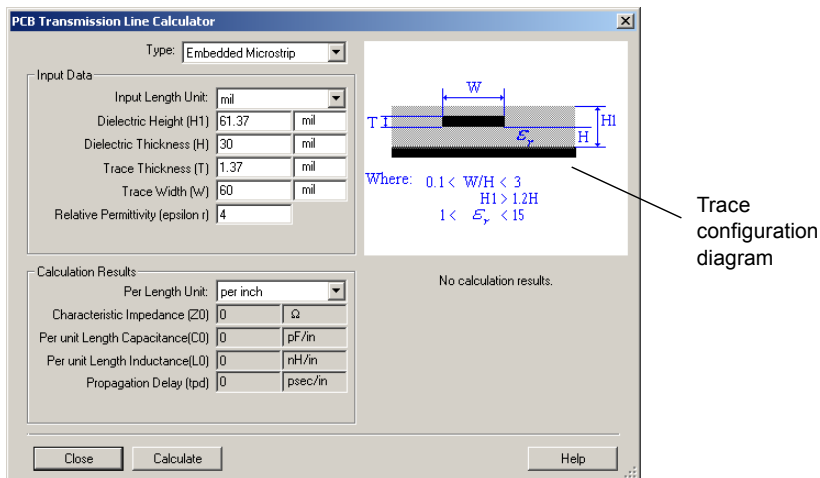 PCB Transmission Line Calculator
Type: Embedded Microstrip
Input Data
Input Length Unit: mil
Dielectric Height (H1) 61.37 mil
Dielectric Thickness (H) 30 mil
Trace Thickness (T) 1.37 mil
Trace Width (W) 60 mil
Relative Permittivity (epsilon r) 4
W
T
H1
H
εr
Where: 0.1 < W/H < 3
H1 > 1.2H
1 < εr < 15
Trace
configuration
diagram
Calculation Results
Per Length Unit: per inch
Characteristic Impedance (Z0) 0 Ω
Per unit Length Capacitance(C0) 0 pF/in
Per unit Length Inductance(L0) 0 nH/in
Propagation Delay (tpd) 0 psec/in
No calculation results.
Close
Calculate
Help